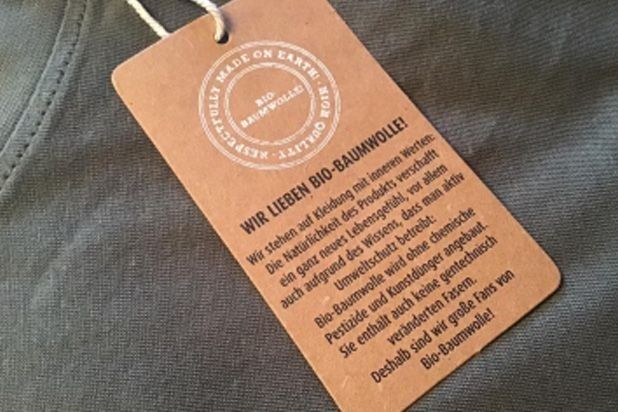 RESPECTFULLY MADE ON EARTH! · HIGH QUALITY ·
BIO-
BAUMWOLLE!
WIR LIEBEN BIO-BAUMWOLLE!
Wir stehen auf Kleidung mit inneren Werten:
Die Natürlichkeit des Produkts verschafft
ein ganz neues Lebensgefühl, vor allem
auch aufgrund des Wissens, dass man aktiv
Umweltschutz betreibt:
Bio-Baumwolle wird ohne chemische
Pestizide und Kunstdünger angebaut.
Sie enthält auch keine gentechnisch
veränderten Fasern.
Deshalb sind wir große Fans von
Bio-Baumwolle!